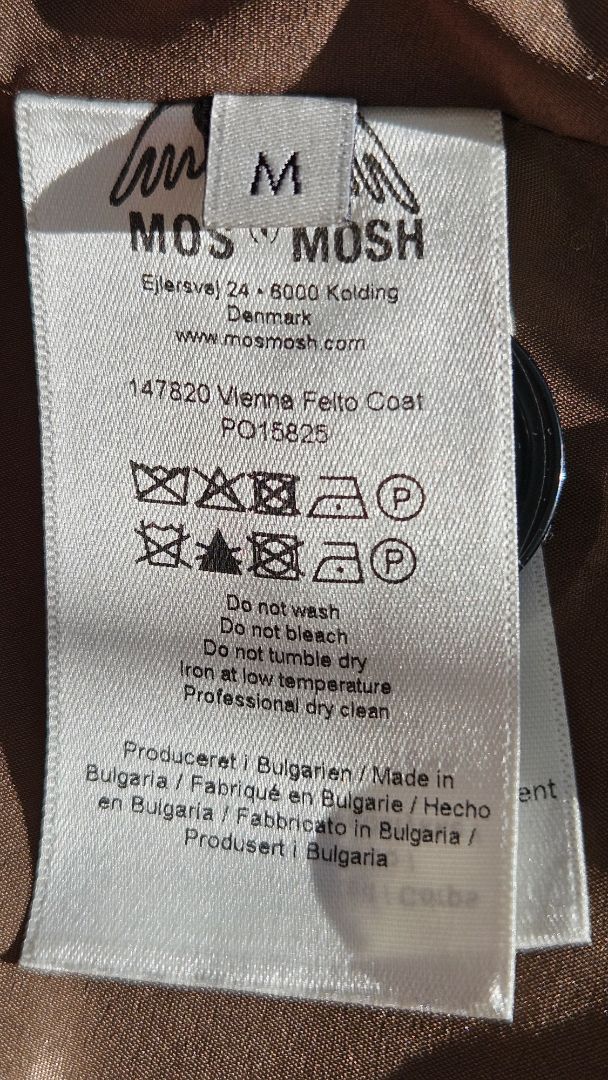 M
MOS MOSH
Ejlersvej 24 • 6000 Kolding
Denmark
www.mosmosh.com
147820 Vienna Felto Coat
PO15825
P
P
Do not wash
Do not bleach
Do not tumble dry
Iron at low temperature
Professional dry clean
Produceret i Bulgarien / Made in
Bulgaria / Fabriqué en Bulgarie / Hecho
en Bulgaria / Fabbricato in Bulgaria /
Produsert i Bulgaria
ent